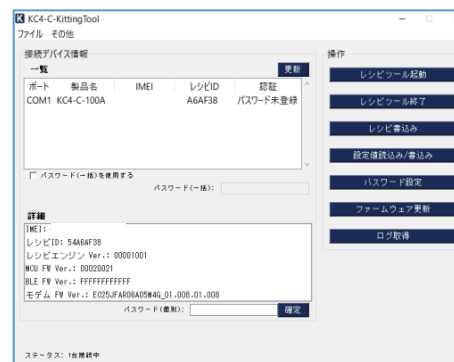 KC4-C-KittingTool
ファイル その他
接続デバイス情報
一覧
更新
ポート 製品名 IMEI レシピID 認証
COM1 KC4-C-100A A6AF38 パスワード未登録
パスワード(一括)を使用する
パスワード(一括):
詳細
IMEI:
レシピID: 54A6AF38
レシピエンジン Ver.: 00001001
MCU FW Ver.: 00020021
BLE FW Ver.: FFFFFFFFFFFF
モデム FW Ver.: EC25JFAR06A05M4G_01.008.01.008
パスワード(個別):
確定
ステータス: 1台接続中
操作
レシピツール起動
レシピツール終了
レシピ書込み
設定値読込み/書込み
パスワード設定
ファームウェア更新
ログ取得